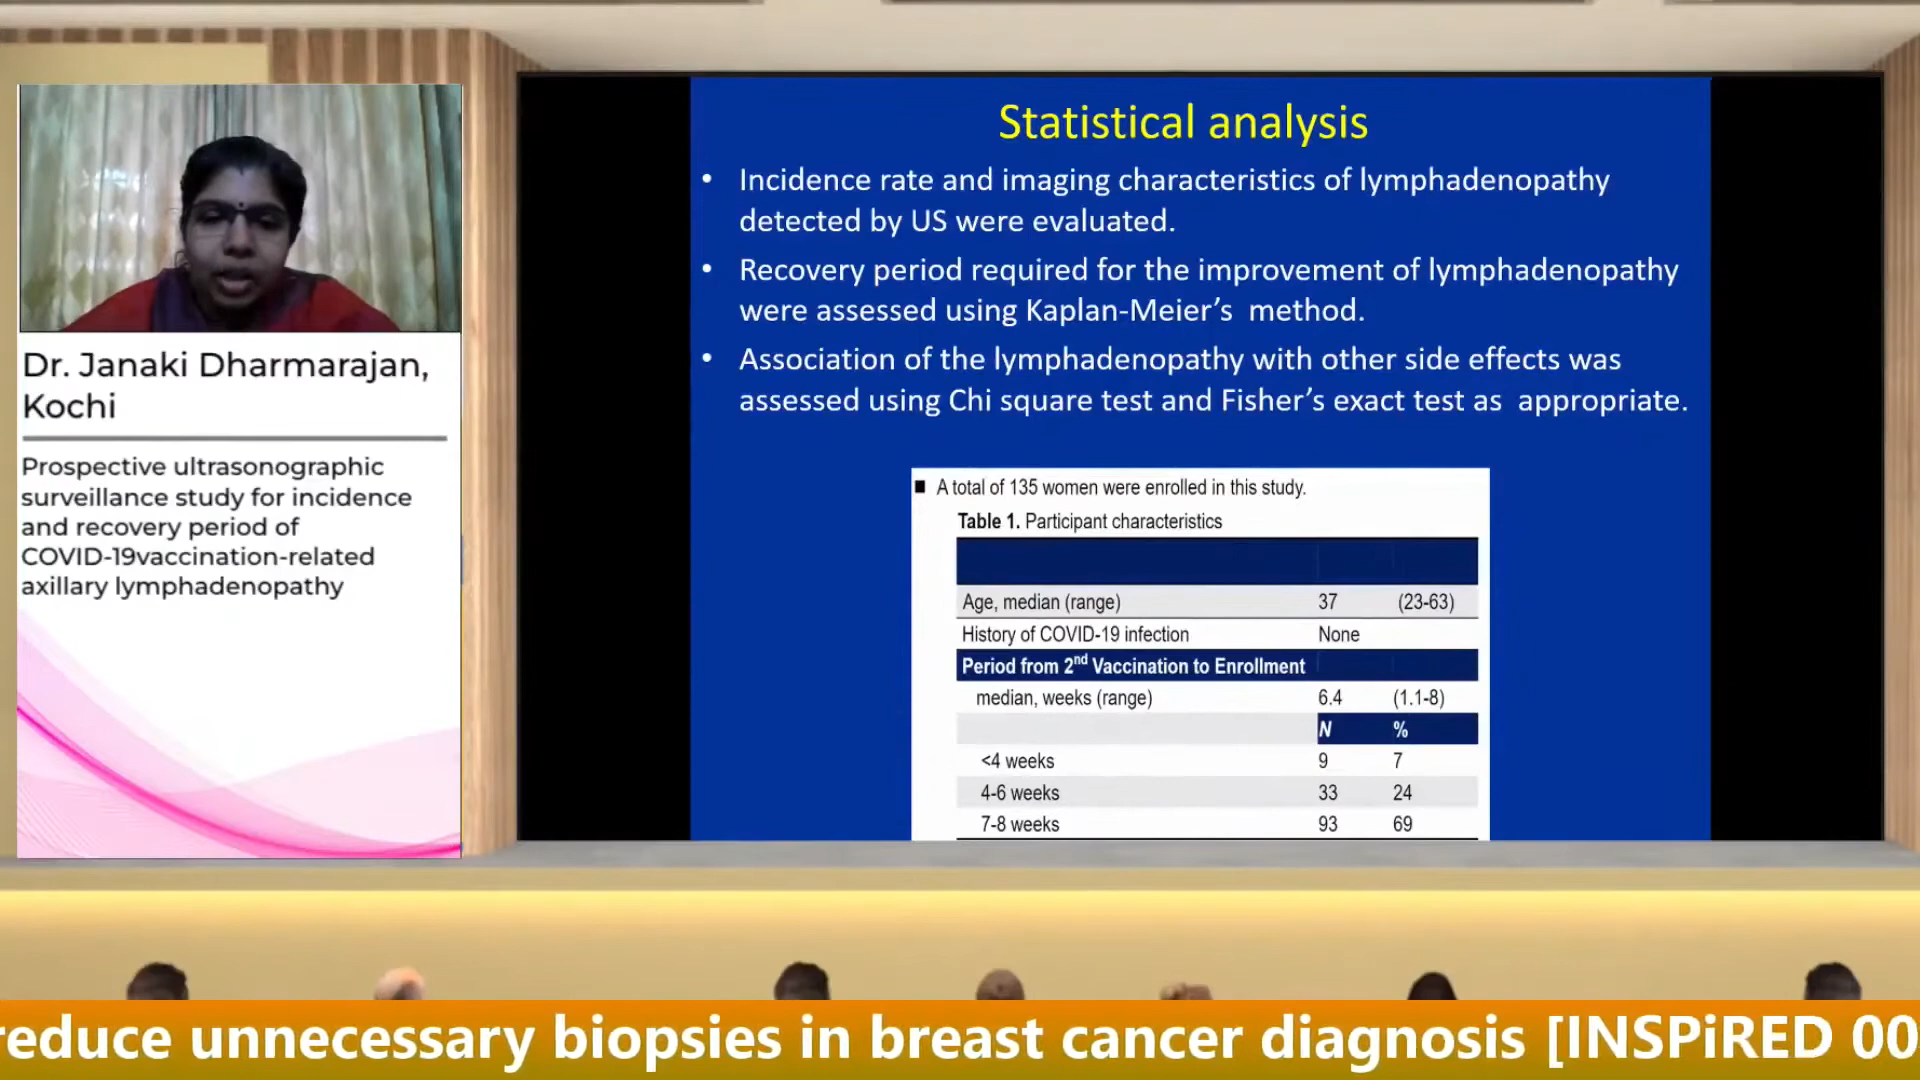 Dr. Janaki Dharmarajan,
Kochi
Prospective ultrasonographic
surveillance study for incidence
and recovery period of
COVID-19vaccination-related
axillary lymphadenopathy
Statistical analysis
• Incidence rate and imaging characteristics of lymphadenopathy
detected by US were evaluated.
• Recovery period required for the improvement of lymphadenopathy
were assessed using Kaplan-Meier’s  method.
• Association of the lymphadenopathy with other side effects was
assessed using Chi square test and Fisher’s exact test as  appropriate.
■ A total of 135 women were enrolled in this study.
Table 1. Participant characteristics
Age, median (range) 37 (23-63)
History of COVID-19 infection None
Period from 2nd Vaccination to Enrollment
median, weeks (range) 6.4 (1.1-8)
N %
<4 weeks 9 7
4-6 weeks 33 24
7-8 weeks 93 69
reduce unnecessary biopsies in breast cancer diagnosis [INSPiRED 00